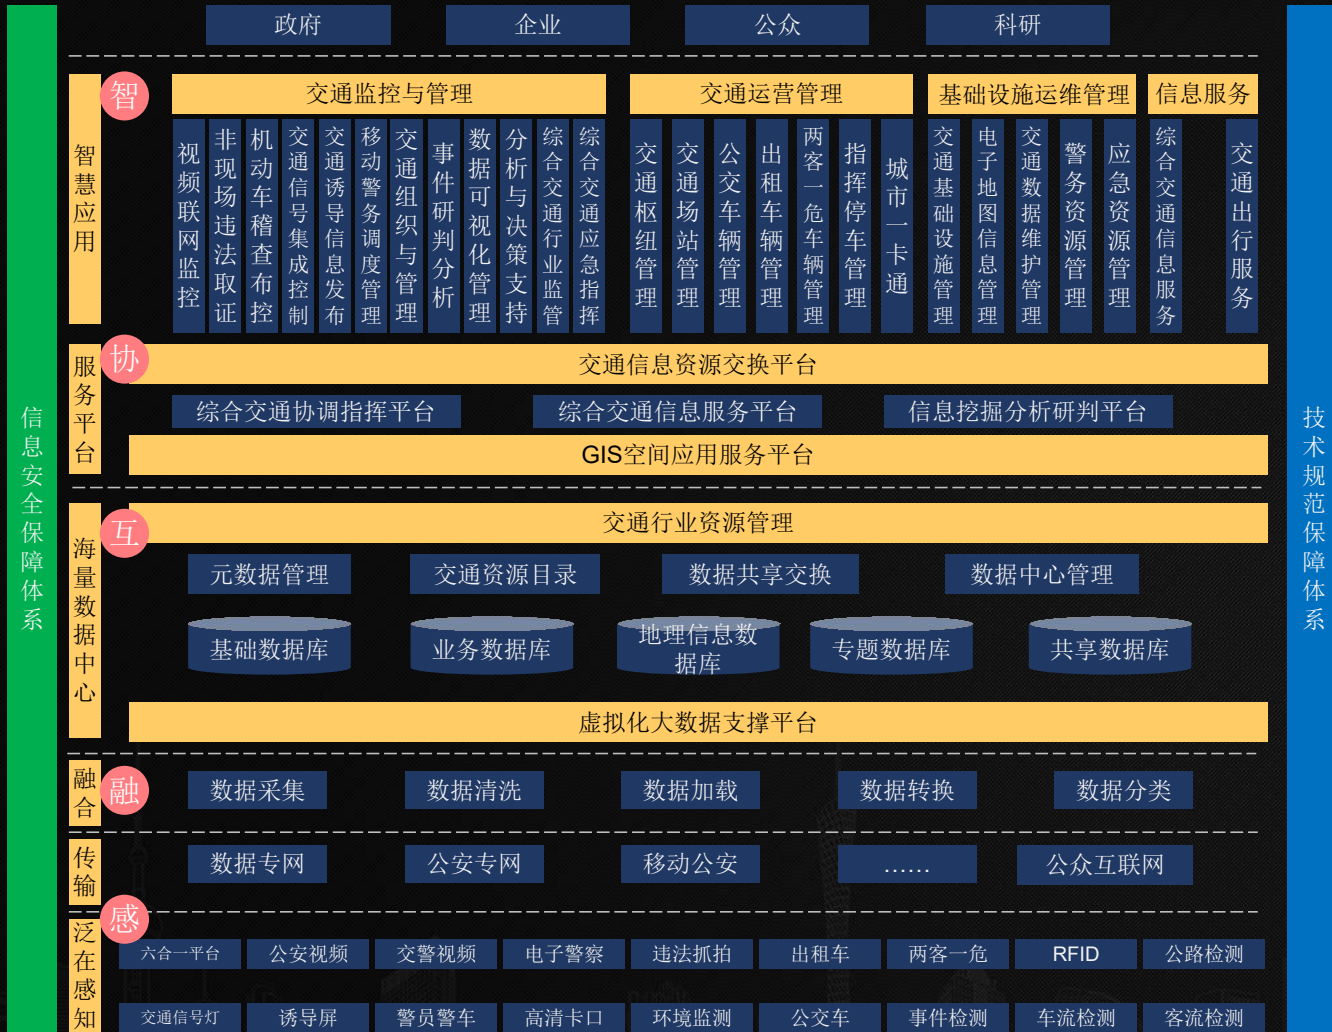 政府
企业
公众
科研
信息安全保障体系
技术规范保障体系
智慧应用
智
交通监控与管理
视频联网监控
非现场违法取证
机动车稽查布控
交通信号集成控制
交通诱导信息发布
移动警务调度管理
交通组织与管理
事件研判分析
数据可视化管理
分析与决策支持
综合交通行业监管
综合交通应急指挥
交通运营管理
交通枢纽管理
交通场站管理
公交车辆管理
出租车辆管理
两客一危车辆管理
指挥停车管理
城市一卡通
基础设施运维管理
交通基础设施管理
电子地图信息管理
交通数据维护管理
警务资源管理
应急资源管理
信息服务
综合交通信息服务
交通出行服务
服务平台
协
交通信息资源交换平台
综合交通协调指挥平台
综合交通信息服务平台
信息挖掘分析研判平台
GIS空间应用服务平台
海量数据中心
互
交通行业资源管理
元数据管理
交通资源目录
数据共享交换
数据中心管理
基础数据库
业务数据库
地理信息数
据库
专题数据库
共享数据库
虚拟化大数据支撑平台
融合
融
数据采集
数据清洗
数据加载
数据转换
数据分类
传输
数据专网
公安专网
移动公安
……
公众互联网
泛在感知
感
六合一平台
公安视频
交警视频
电子警察
违法抓拍
出租车
两客一危
RFID
公路检测
交通信号灯
诱导屏
警员警车
高清卡口
环境监测
公交车
事件检测
车流检测
客流检测